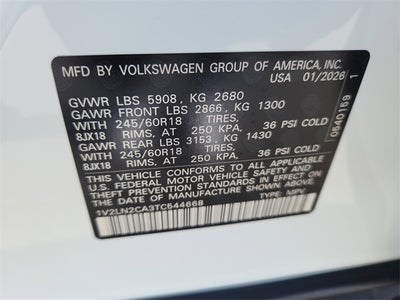 MFD BY VOLKSWAGEN GROUP OF AMERICA, INC.
USA 01/2026
GVWR LBS 5908, KG 2680
GAWR FRONT LBS 2866, KG 1300
WITH 245/60R18 TIRES,
8JX18 RIMS, AT 250 KPA, 36 PSI COLD
GAWR REAR LBS 3153, KG 1430
WITH 245/60R18 TIRES,
8JX18 RIMS, AT 250 KPA, 36 PSI COLD
THIS VEHICLE CONFORMS TO ALL APPLICABLE
U.S. FEDERAL MOTOR VEHICLE SAFETY AND
THEFT PREVENTION STANDARDS IN EFFECT ON
THE DATE OF MANUFACTURE SHOWN ABOVE
1V2LN2CA3TC544668 TYPE: MPV
0640169 1